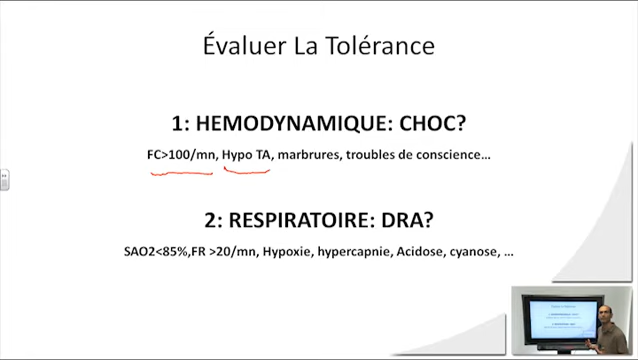 Évaluer La Tolérance
1: HEMODYNAMIQUE: CHOC?
FC>100/mn, Hypo TA, marbrures, troubles de conscience...
2: RESPIRATOIRE: DRA?
SAO2<85%,FR >20/mn, Hypoxie, hypercapnie, Acidose, cyanose, ...